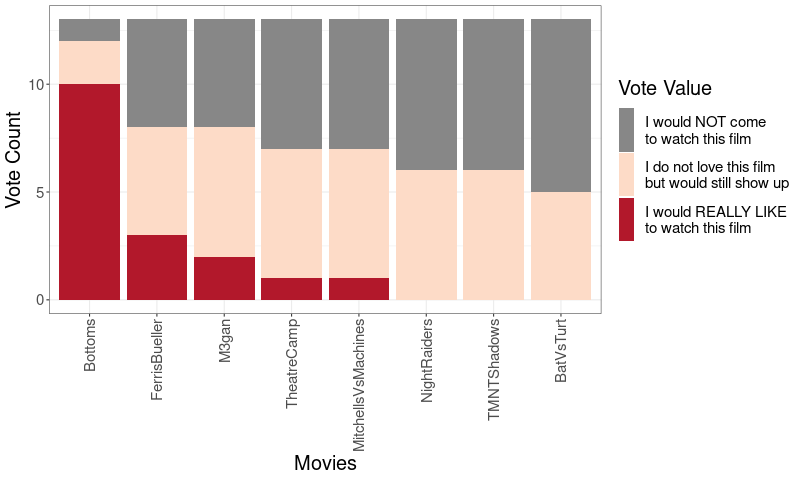 Vote Count
10
5
0
Bottoms
FerrisBueller
M3gan
TheatreCamp
MitchellsVsMachines
NightRaiders
TMNTShadows
BatVsTurt
Movies
Vote Value
I would NOT come
to watch this film
I do not love this film
but would still show up
I would REALLY LIKE
to watch this film